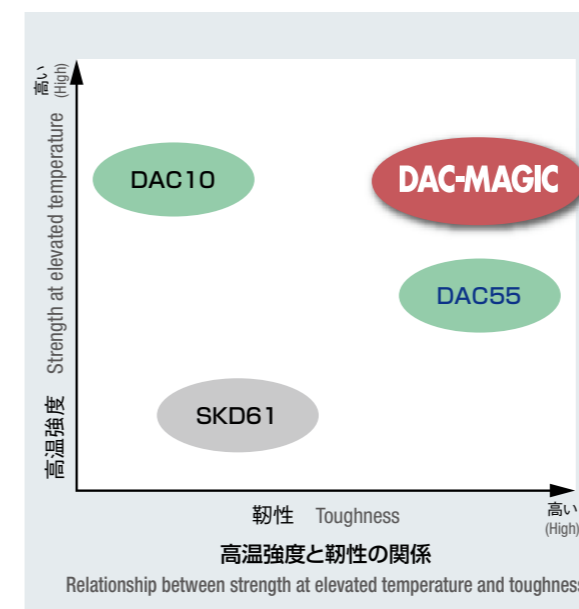 高い
(High)
高温強度 Strength at elevated temperature
DAC10
DAC-MAGIC
DAC55
SKD61
靭性 Toughness
高い
(High)
高温強度と靭性の関係
Relationship between strength at elevated temperature and toughness